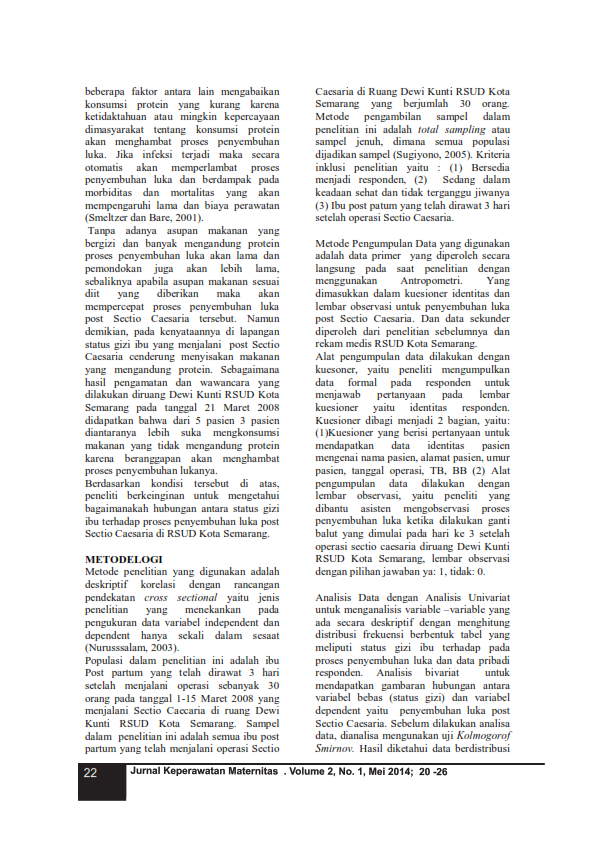 beberapa faktor antara lain mengabaikan
konsumsi protein yang kurang karena
ketidaktahuan atau mingkin kepercayaan
dimasyarakat tentang konsumsi protein
akan menghambat proses penyembuhan
luka. Jika infeksi terjadi maka secara
otomatis akan memperlambat proses
penyembuhan luka dan berdampak pada
morbiditas dan mortalitas yang akan
mempengaruhi lama dan biaya perawatan
(Smeltzer dan Bare, 2001).
Tanpa adanya asupan makanan yang
bergizi dan banyak mengandung protein
proses penyembuhan luka akan lama dan
pemondokan juga akan lebih lama,
sebaliknya apabila asupan makanan sesuai
diit yang diberikan maka akan
mempercepat proses penyembuhan luka
post Sectio Caesaria tersebut. Namun
demikian, pada kenyataannya di lapangan
status gizi ibu yang menjalani post Sectio
Caesaria cenderung menyisakan makanan
yang mengandung protein. Sebagaimana
hasil pengamatan dan wawancara yang
dilakukan diruang Dewi Kunti RSUD Kota
Semarang pada tanggal 21 Maret 2008
didapatkan bahwa dari 5 pasien 3 pasien
diantaranya lebih suka mengkonsumsi
makanan yang tidak mengandung protein
karena beranggapan akan menghambat
proses penyembuhan lukanya.
Berdasarkan kondisi tersebut di atas,
peneliti berkeinginan untuk mengetahui
bagaimanakah hubungan antara status gizi
ibu terhadap proses penyembuhan luka post
Sectio Caesaria di RSUD Kota Semarang.
METODELOGI
Metode penelitian yang digunakan adalah
deskriptif korelasi dengan rancangan
pendekatan cross sectional yaitu jenis
penelitian yang menekankan pada
pengukuran data variabel independent dan
dependent hanya sekali dalam sesaat
(Nurusssalam, 2003).
Populasi dalam penelitian ini adalah ibu
Post partum yang telah dirawat 3 hari
setelah menjalani operasi sebanyak 30
orang pada tanggal 1-15 Maret 2008 yang
menjalani Sectio Caecaria di ruang Dewi
Kunti RSUD Kota Semarang. Sampel
dalam penelitian ini adalah semua ibu post
partum yang telah menjalani operasi Sectio
Caesaria di Ruang Dewi Kunti RSUD Kota
Semarang yang berjumlah 30 orang.
Metode pengambilan sampel dalam
penelitian ini adalah total sampling atau
sampel jenuh, dimana semua populasi
dijadikan sampel (Sugiyono, 2005). Kriteria
inklusi penelitian yaitu : (1) Bersedia
menjadi responden, (2) Sedang dalam
keadaan sehat dan tidak terganggu jiwanya
(3) Ibu post patum yang telah dirawat 3 hari
setelah operasi Sectio Caesaria.
Metode Pengumpulan Data yang digunakan
adalah data primer yang diperoleh secara
langsung pada saat penelitian dengan
menggunakan Antropometri. Yang
dimasukkan dalam kuesioner identitas dan
lembar observasi untuk penyembuhan luka
post Sectio Caesaria. Dan data sekunder
diperoleh dari penelitian sebelumnya dan
rekam medis RSUD Kota Semarang.
Alat pengumpulan data dilakukan dengan
kuesoner, yaitu peneliti mengumpulkan
data formal pada responden untuk
menjawab pertanyaan pada lembar
kuesioner yaitu identitas responden.
Kuesioner dibagi menjadi 2 bagian, yaitu:
(1)Kuesioner yang berisi pertanyaan untuk
mendapatkan data identitas pasien
mengenai nama pasien, alamat pasien, umur
pasien, tanggal operasi, TB, BB (2) Alat
pengumpulan data dilakukan dengan
lembar observasi, yaitu peneliti yang
dibantu asisten mengobservasi proses
penyembuhan luka ketika dilakukan ganti
balut yang dimulai pada hari ke 3 setelah
operasi sectio caesaria diruang Dewi Kunti
RSUD Kota Semarang, lembar observasi
dengan pilihan jawaban ya: 1, tidak: 0.
Analisis Data dengan Analisis Univariat
untuk menganalisis variable –variable yang
ada secara deskriptif dengan menghitung
distribusi frekuensi berbentuk tabel yang
meliputi status gizi ibu terhadap pada
proses penyembuhan luka dan data pribadi
responden. Analisis bivariat untuk
mendapatkan gambaran hubungan antara
variabel bebas (status gizi) dan variabel
dependent yaitu penyembuhan luka post
Sectio Caesaria. Sebelum dilakukan analisa
data, dianalisa mengunakan uji Kolmogorof
Smirnov. Hasil diketahui data berdistribusi
22 Jurnal Keperawatan Maternitas . Volume 2, No. 1, Mei 2014; 20 -26